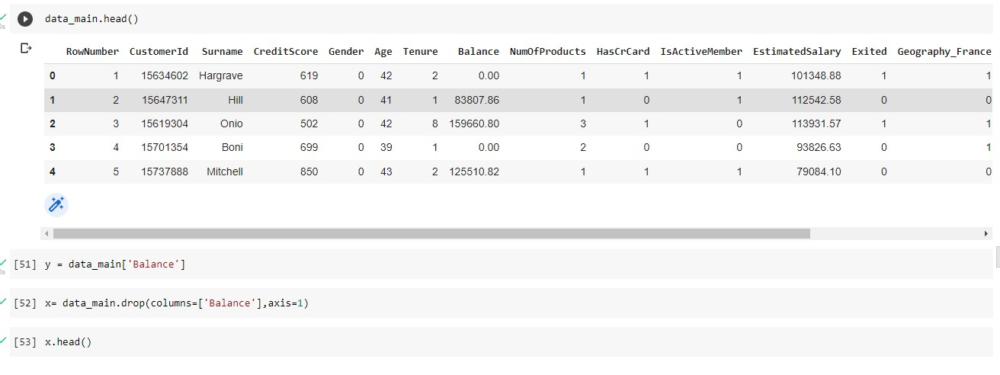 data_main.head()
RowNumber CustomerId Surname CreditScore Gender Age Tenure Balance NumOfProducts HasCrCard IsActiveMember EstimatedSalary Exited Geography_France
0 1 15634602 Hargrave 619 0 42 2 0.00 1 1 1 101348.88 1 1
1 2 15647311 Hill 608 0 41 1 83807.86 1 0 1 112542.58 0 0
2 3 15619304 Onio 502 0 42 8 159660.80 3 1 0 113931.57 1 1
3 4 15701354 Boni 699 0 39 1 0.00 2 0 0 93826.63 0 1
4 5 15737888 Mitchell 850 0 43 2 125510.82 1 1 1 79084.10 0 0
[51] y = data_main['Balance']
0s
[52] x= data_main.drop(columns=['Balance'],axis=1)
[53] x.head()